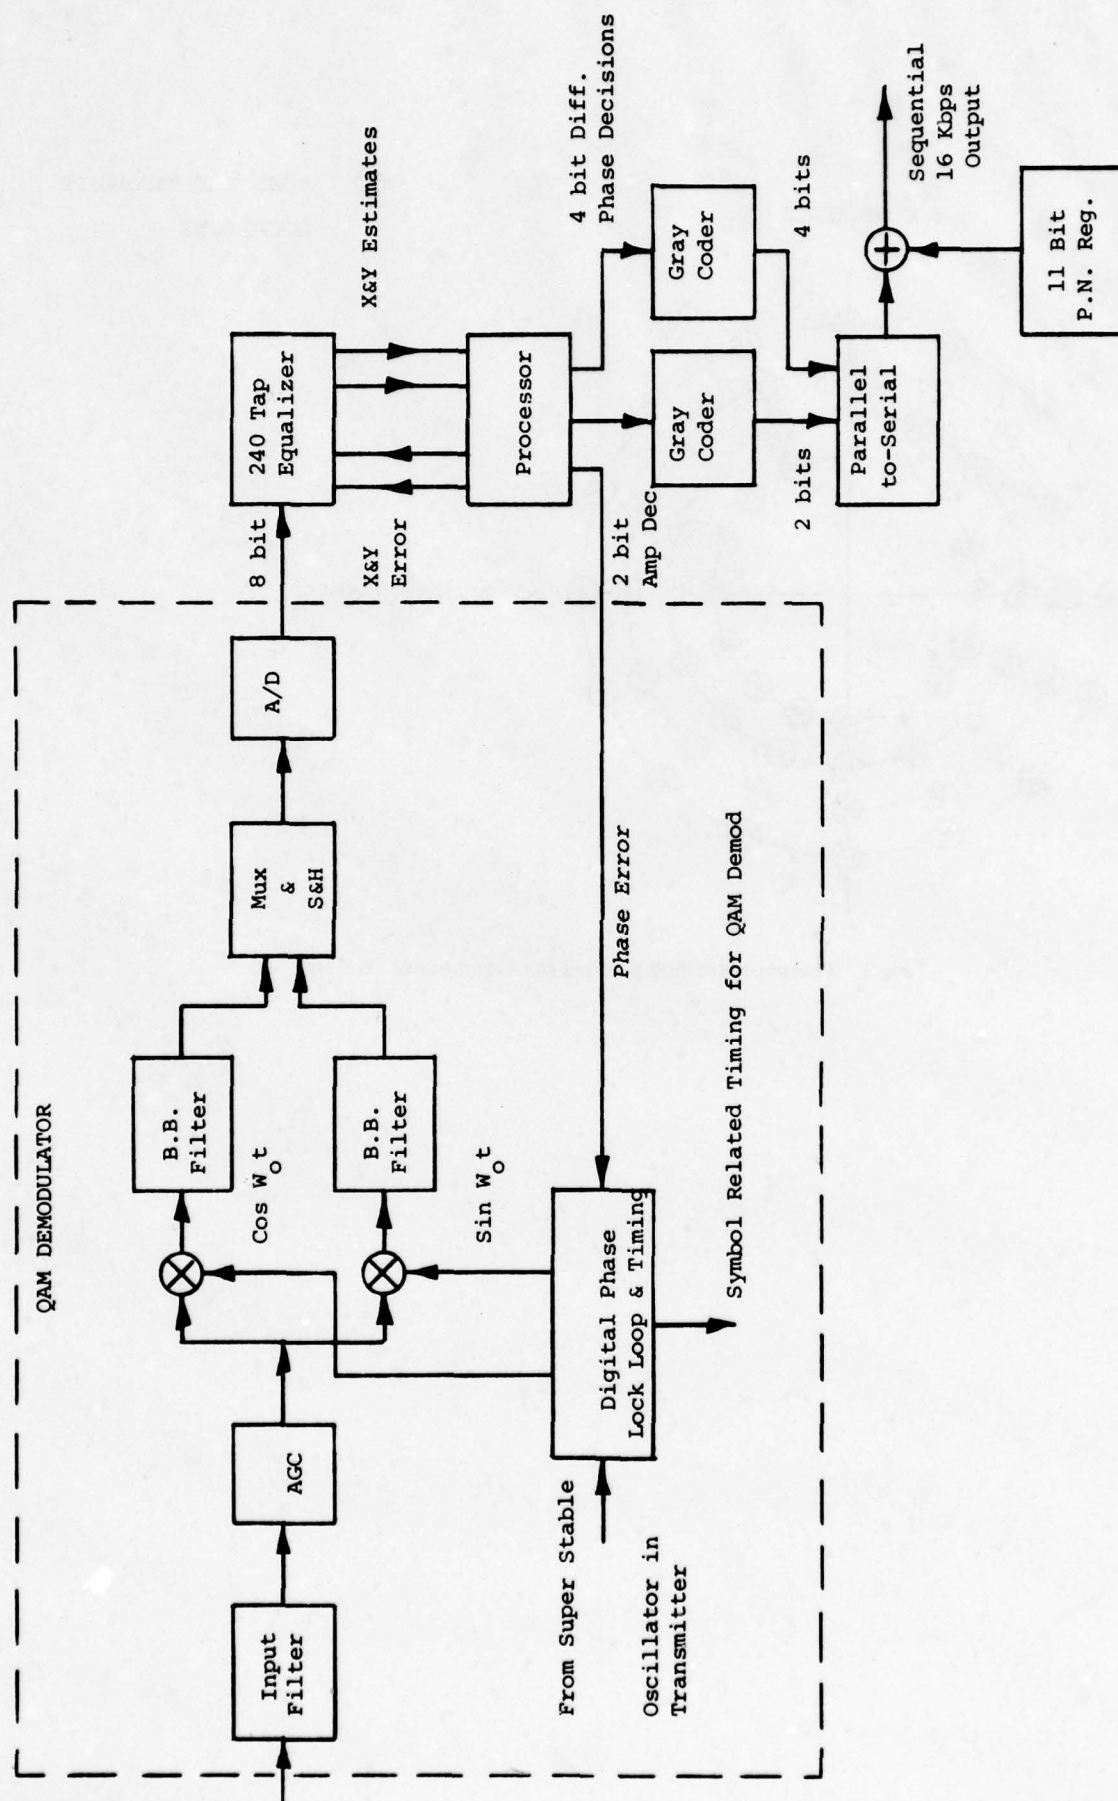 QAM DEMODULATOR
Input
Filter
AGC
Cos Wot
Sin Wot
B.B.
Filter
B.B.
Filter
Mux
&
S&H
A/D
8 bit
240 Tap
Equalizer
X&Y
Error
X&Y Estimates
Processor
From Super Stable
Oscillator in
Transmitter
Digital Phase
Lock Loop & Timing
Phase Error
Symbol Related Timing for QAM Demod
2 bit
Amp Dec
4 bit Diff.
Phase Decisions
Gray
Coder
Gray
Coder
2 bits
4 bits
Parallel
to-Serial
11 Bit
P.N. Reg.
Sequential
16 Kbps
Output